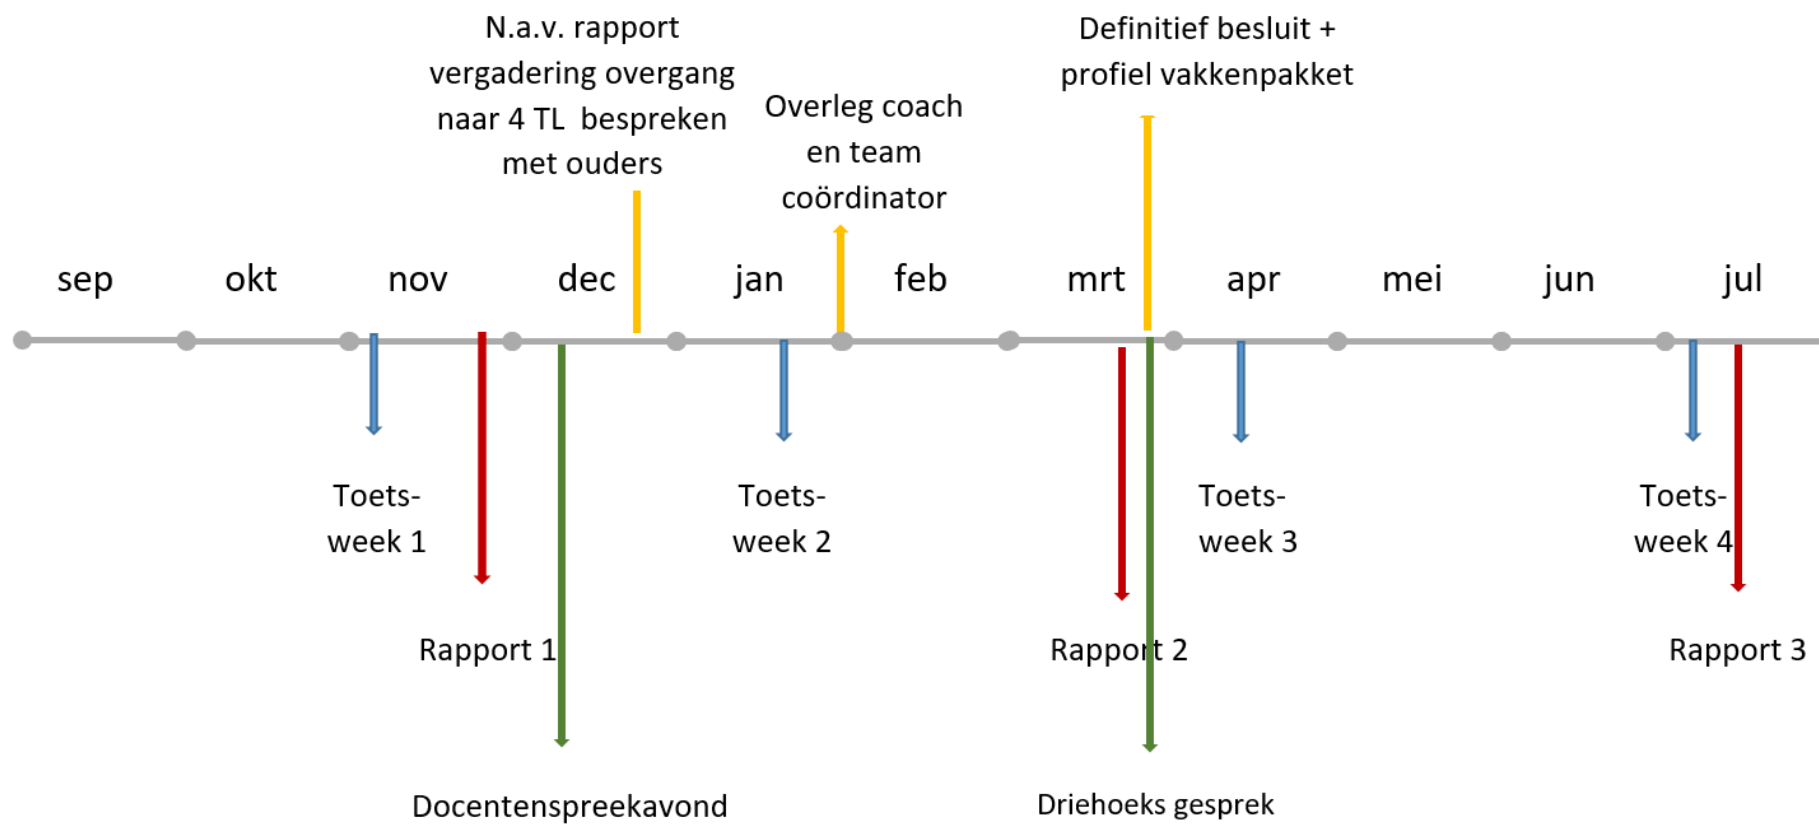 N.a.v. rapport
vergadering overgang
naar 4 TL  bespreken
met ouders
Overleg coach
en team
coördinator
Definitief besluit +
profiel vakkenpakket
sep
okt
nov
dec
jan
feb
mrt
apr
mei
jun
jul
Toets-
week 1
Toets-
week 2
Toets-
week 3
Toets-
week 4
Rapport 1
Rapport 2
Rapport 3
Docentenspreekavond
Driehoeks gesprek